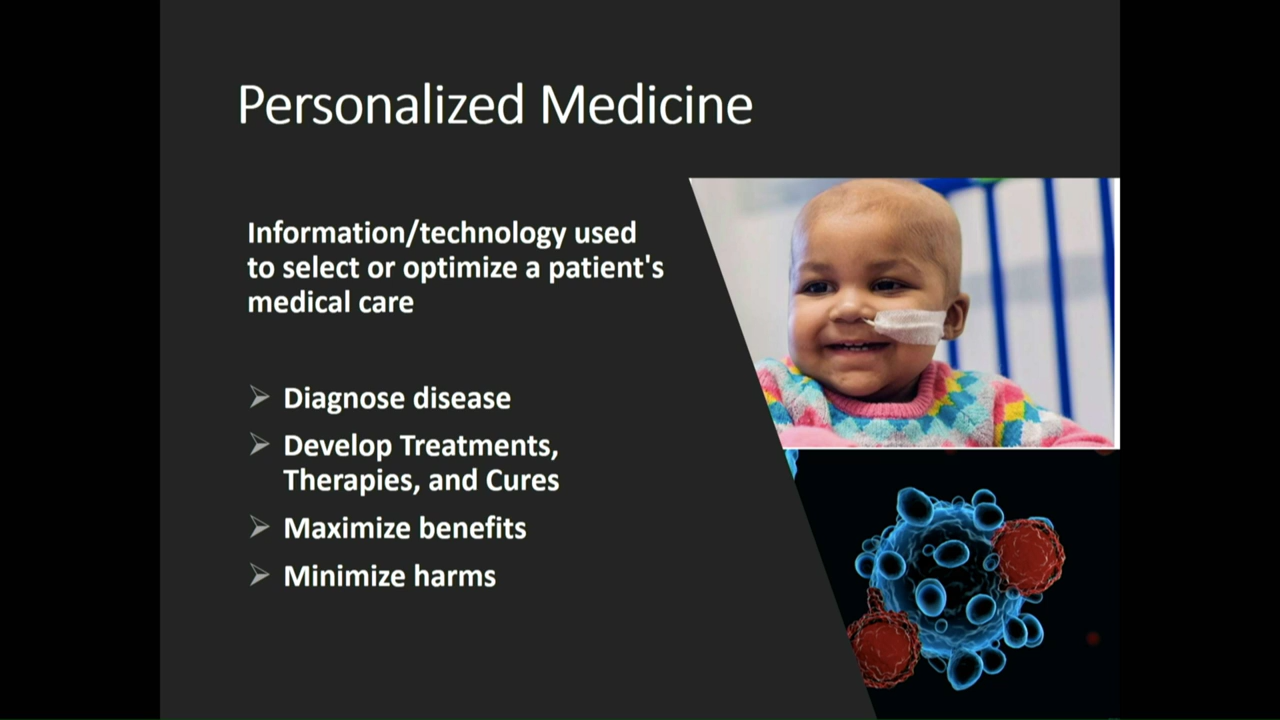 Personalized Medicine
Information/technology used
to select or optimize a patient's
medical care
Diagnose disease
Develop Treatments,
Therapies, and Cures
Maximize benefits
Minimize harms